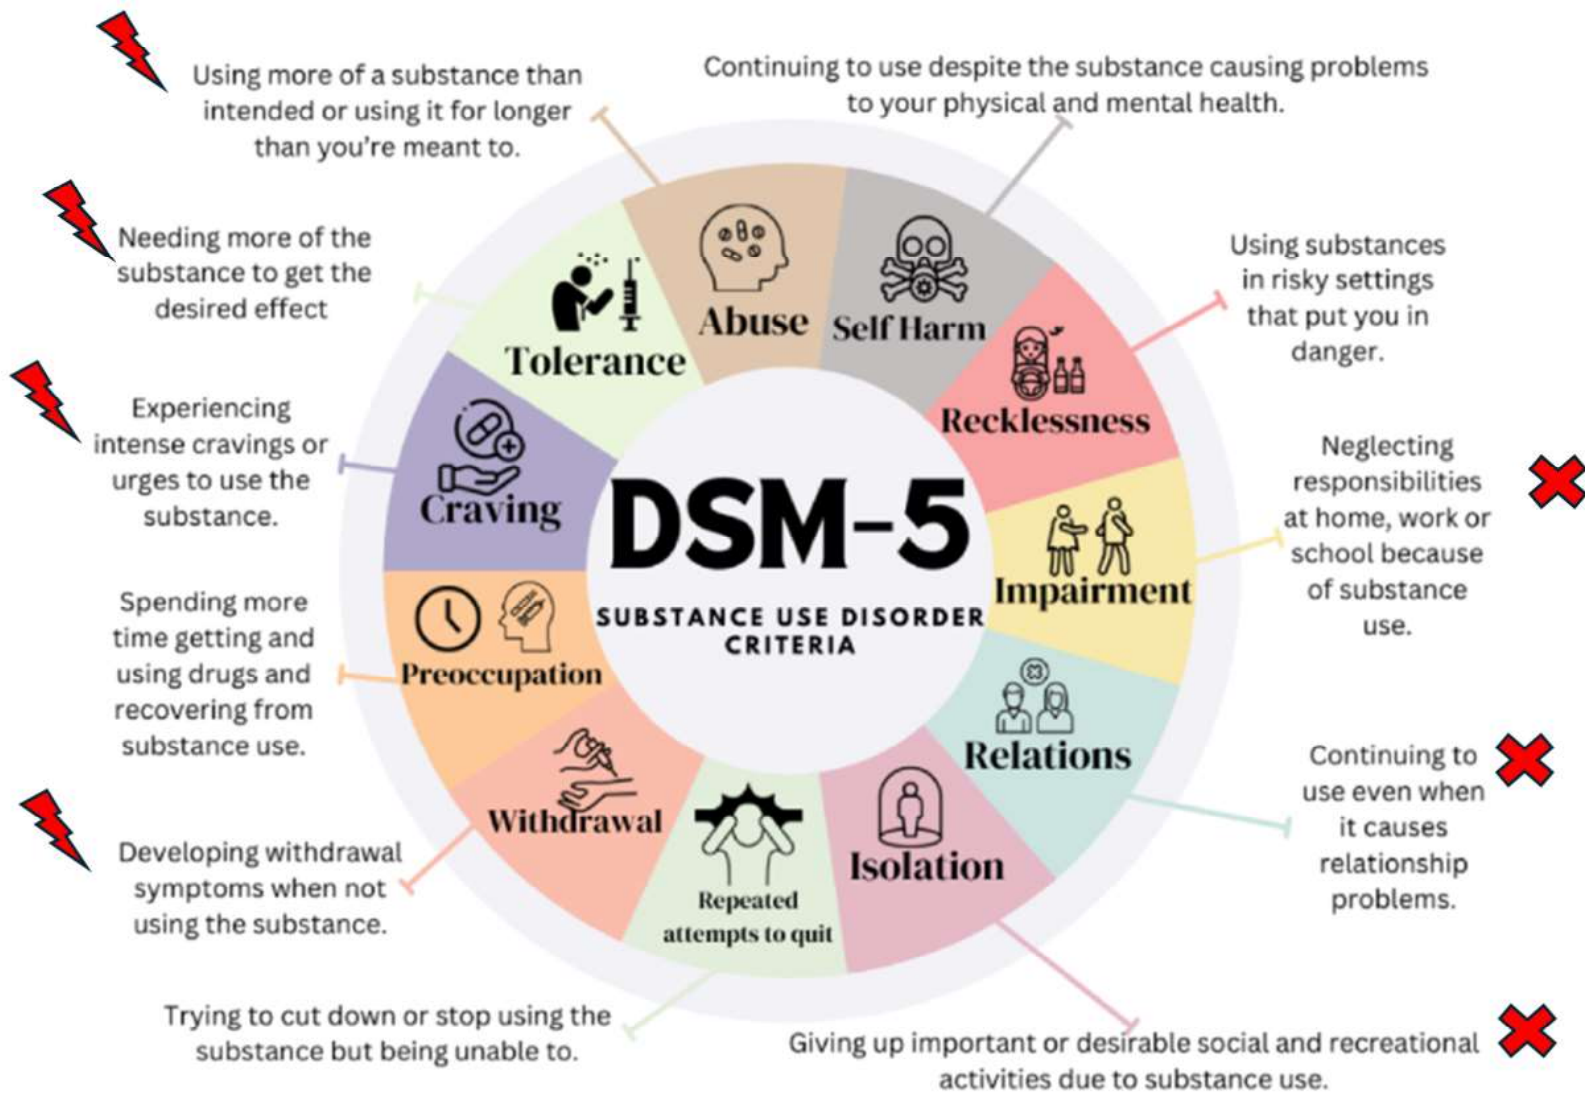 Using more of a substance than
intended or using it for longer
than you're meant to.
Continuing to use despite the substance causing problems
to your physical and mental health.
Needing more of the
substance to get the
desired effect
Using substances
in risky settings
that put you in
danger.
Experiencing
intense cravings or
urges to use the
substance.
Neglecting
responsibilities
at home, work or
school because
of substance
use.
Spending more
time getting and
using drugs and
recovering from
substance use.
Continuing to
use even when
it causes
relationship
problems.
Developing withdrawal
symptoms when not
using the substance.
Trying to cut down or stop using the
substance but being unable to.
Giving up important or desirable social and recreational
activities due to substance use.
Abuse
Self Harm
Recklessness
Impairment
Relations
Isolation
Repeated
attempts to quit
Withdrawal
Preoccupation
Craving
Tolerance
DSM-5
SUBSTANCE USE DISORDER
CRITERIA